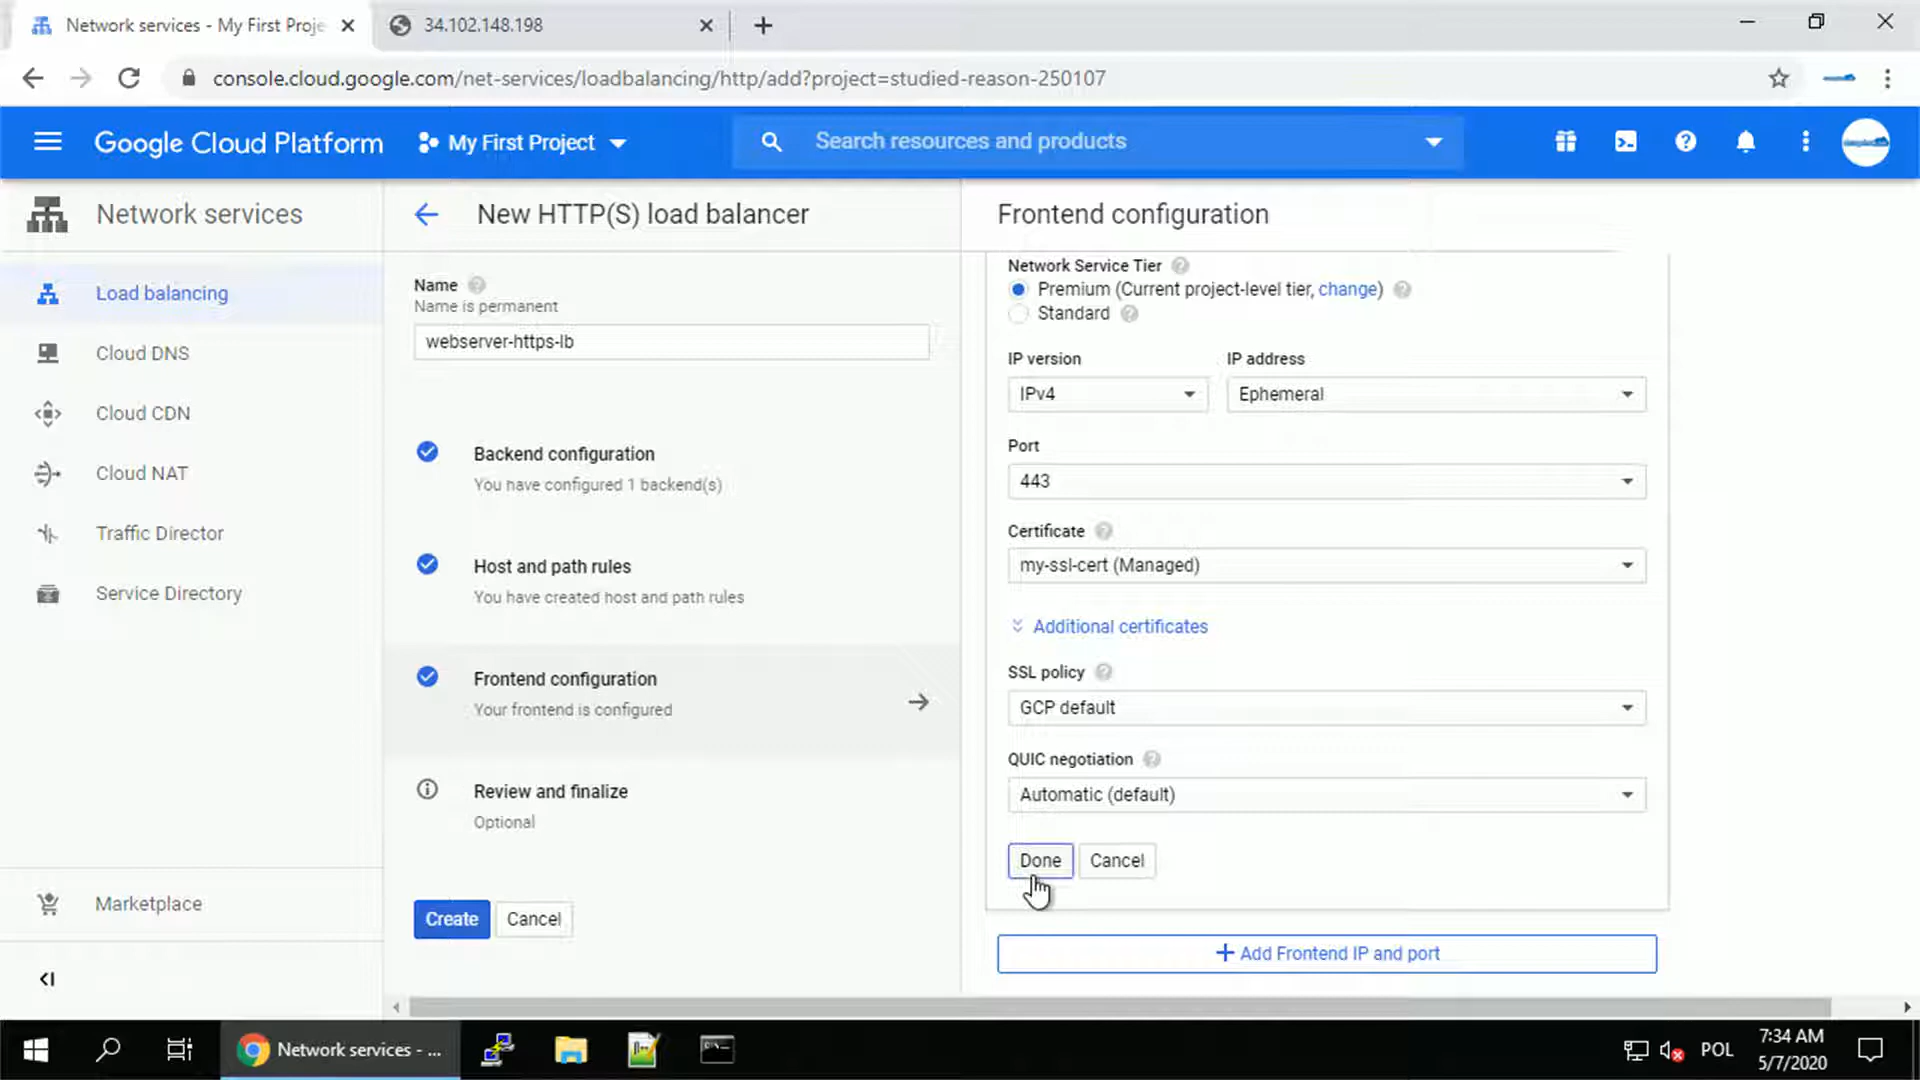 Network services - My First Proje
34.102.148.198
console.cloud.google.com/net-services/loadbalancing/http/add?project=studied-reason-250107
Google Cloud Platform
My First Project
Search resources and products
Network services
New HTTP(S) load balancer
Frontend configuration
Load balancing
Cloud DNS
Cloud CDN
Cloud NAT
Traffic Director
Service Directory
Marketplace
Name
Name is permanent
webserver-https-lb
Backend configuration
You have configured 1 backend(s)
Host and path rules
You have created host and path rules
Frontend configuration
Your frontend is configured
Review and finalize
Optional
Create
Cancel
Network Service Tier
Premium (Current project-level tier, change)
Standard
IP version
IP address
IPv4
Ephemeral
Port
443
Certificate
my-ssl-cert (Managed)
Additional certificates
SSL policy
GCP default
QUIC negotiation
Automatic (default)
Done
Cancel
Add Frontend IP and port
Network services - ...
POL
7:34 AM
5/7/2020